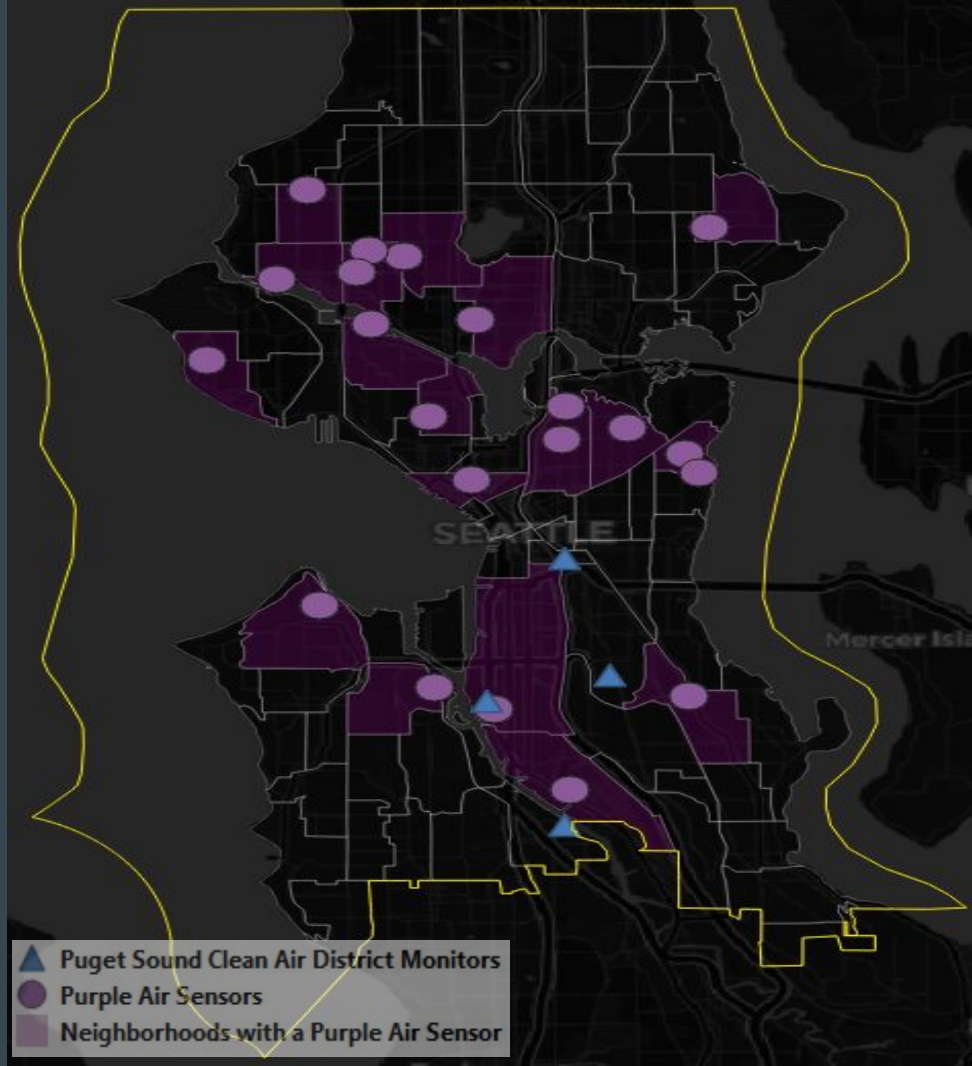 SEATTLE
Mercer Isla
Puget Sound Clean Air District Monitors
Purple Air Sensors
Neighborhoods with a Purple Air Sensor